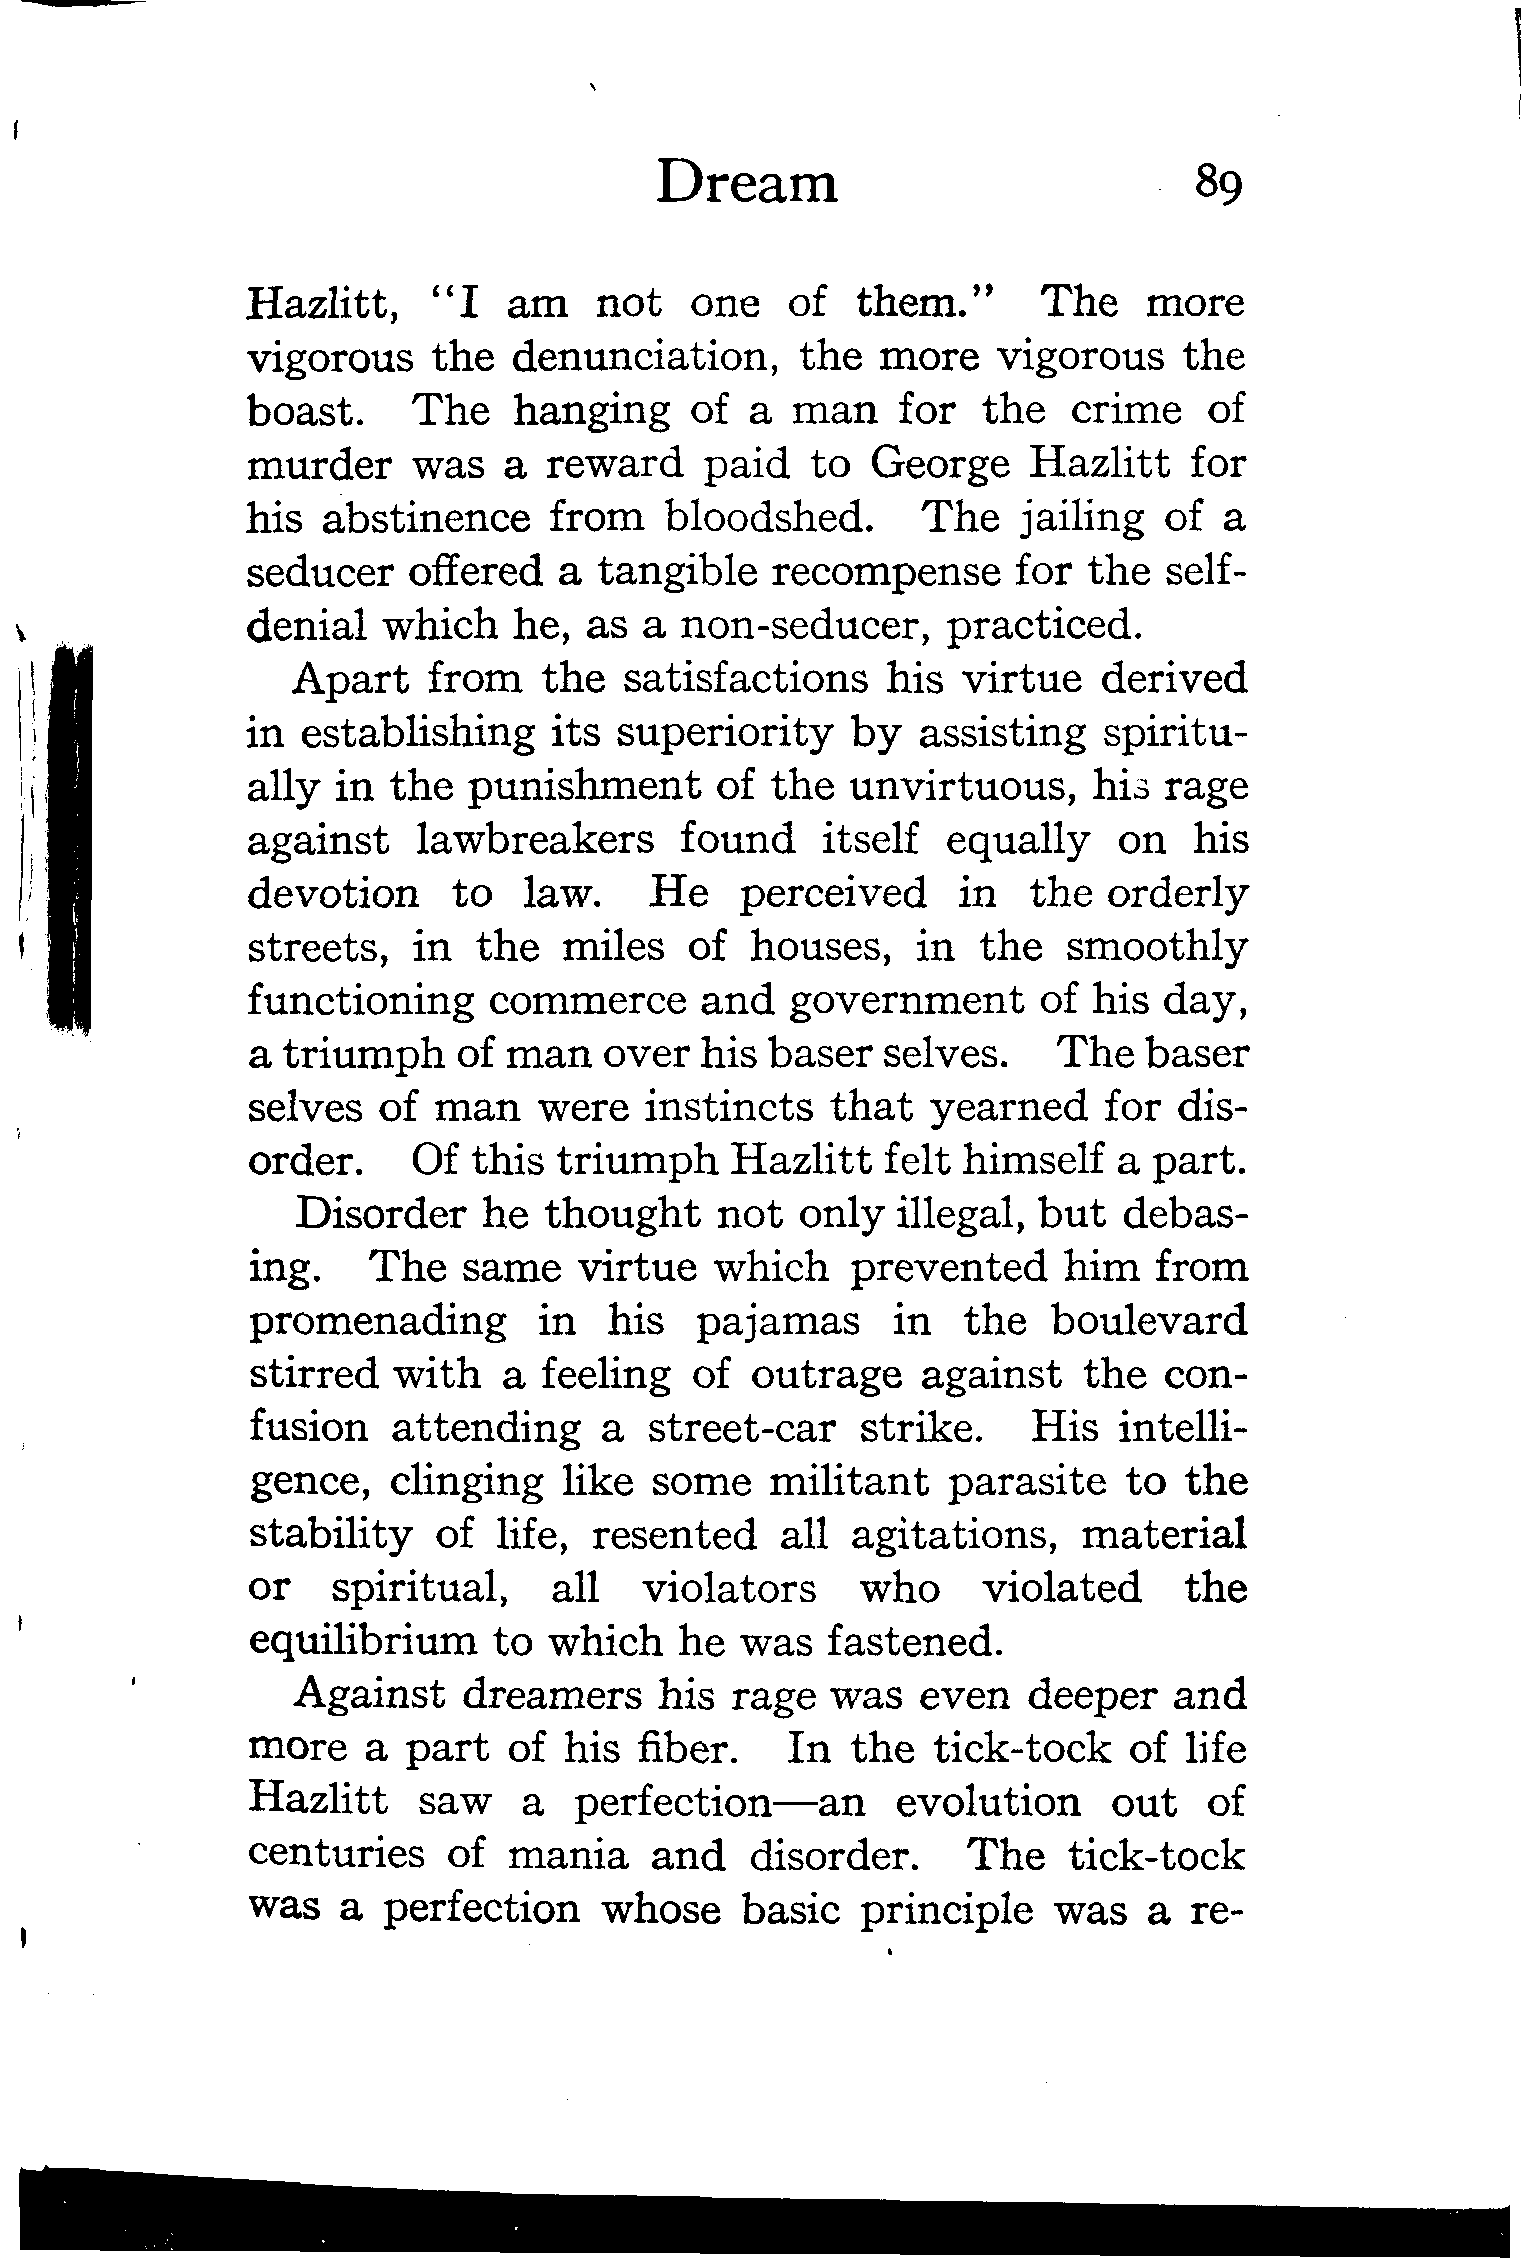 Dream 89
Hazlitt, “I am not one of them.” The more
vigorous the denunciation, the more vigorous the
boast. The hanging of a man for the crime of
murder was a reward paid to George Hazlitt for
his abstinence from bloodshed. The jailing of a
seducer offered a tangible recompense for the self-
denial which he, as a non-seducer, practiced.
Apart from the satisfactions his virtue derived
in establishing its superiority by assisting spiritu-
ally in the punishment of the unvirtuous, his rage
against lawbreakers found itself equally on his
devotion to law. He perceived in the orderly
streets, in the miles of houses, in the smoothly
functioning commerce and government of his day,
a triumph of man over his baser selves. The baser
selves of man were instincts that yearned for dis-
order. Of this triumph Hazlitt felt himself a part.
Disorder he thought not only illegal, but debas-
ing. The same virtue which prevented him from
promenading in his pajamas in the boulevard
stirred with a feeling of outrage against the con-
fusion attending a street-car strike. His intelli-
gence, clinging like some militant parasite to the
stability of life, resented all agitations, material
or spiritual, all violators who violated the
equilibrium to which he was fastened.
Against dreamers his rage was even deeper and
more a part of his fiber. In the tick-tock of life
Hazlitt saw a perfection—an evolution out of
centuries of mania and disorder. The tick-tock
was a perfection whose basic principle was a re-